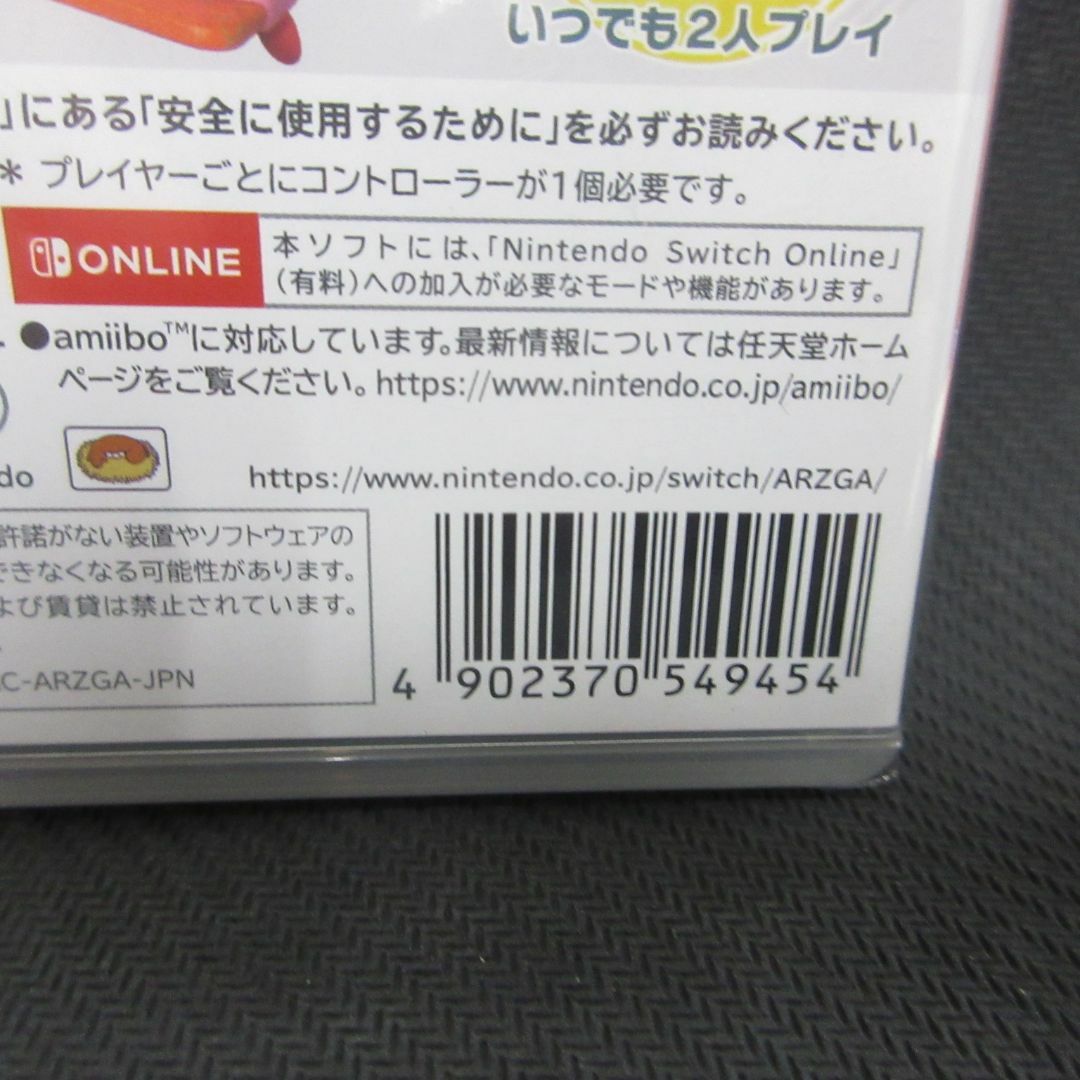 いつでも2人プレイ
」にある「安全に使用するために」を必ずお読みください。
* プレイヤーごとにコントローラーが1個必要です。
ONLINE
本ソフトには、「Nintendo Switch Online」
(有料)への加入が必要なモードや機能があります。
●amiibo™に対応しています。最新情報については任天堂ホーム
ページをご覧ください。https://www.nintendo.co.jp/amiibo/
do
https://www.nintendo.co.jp/switch/ARZGA/
許諾がない装置やソフトウェアの
できなくなる可能性があります。
よび賃貸は禁止されています。
C-ARZGA-JPN
4 902370 549454